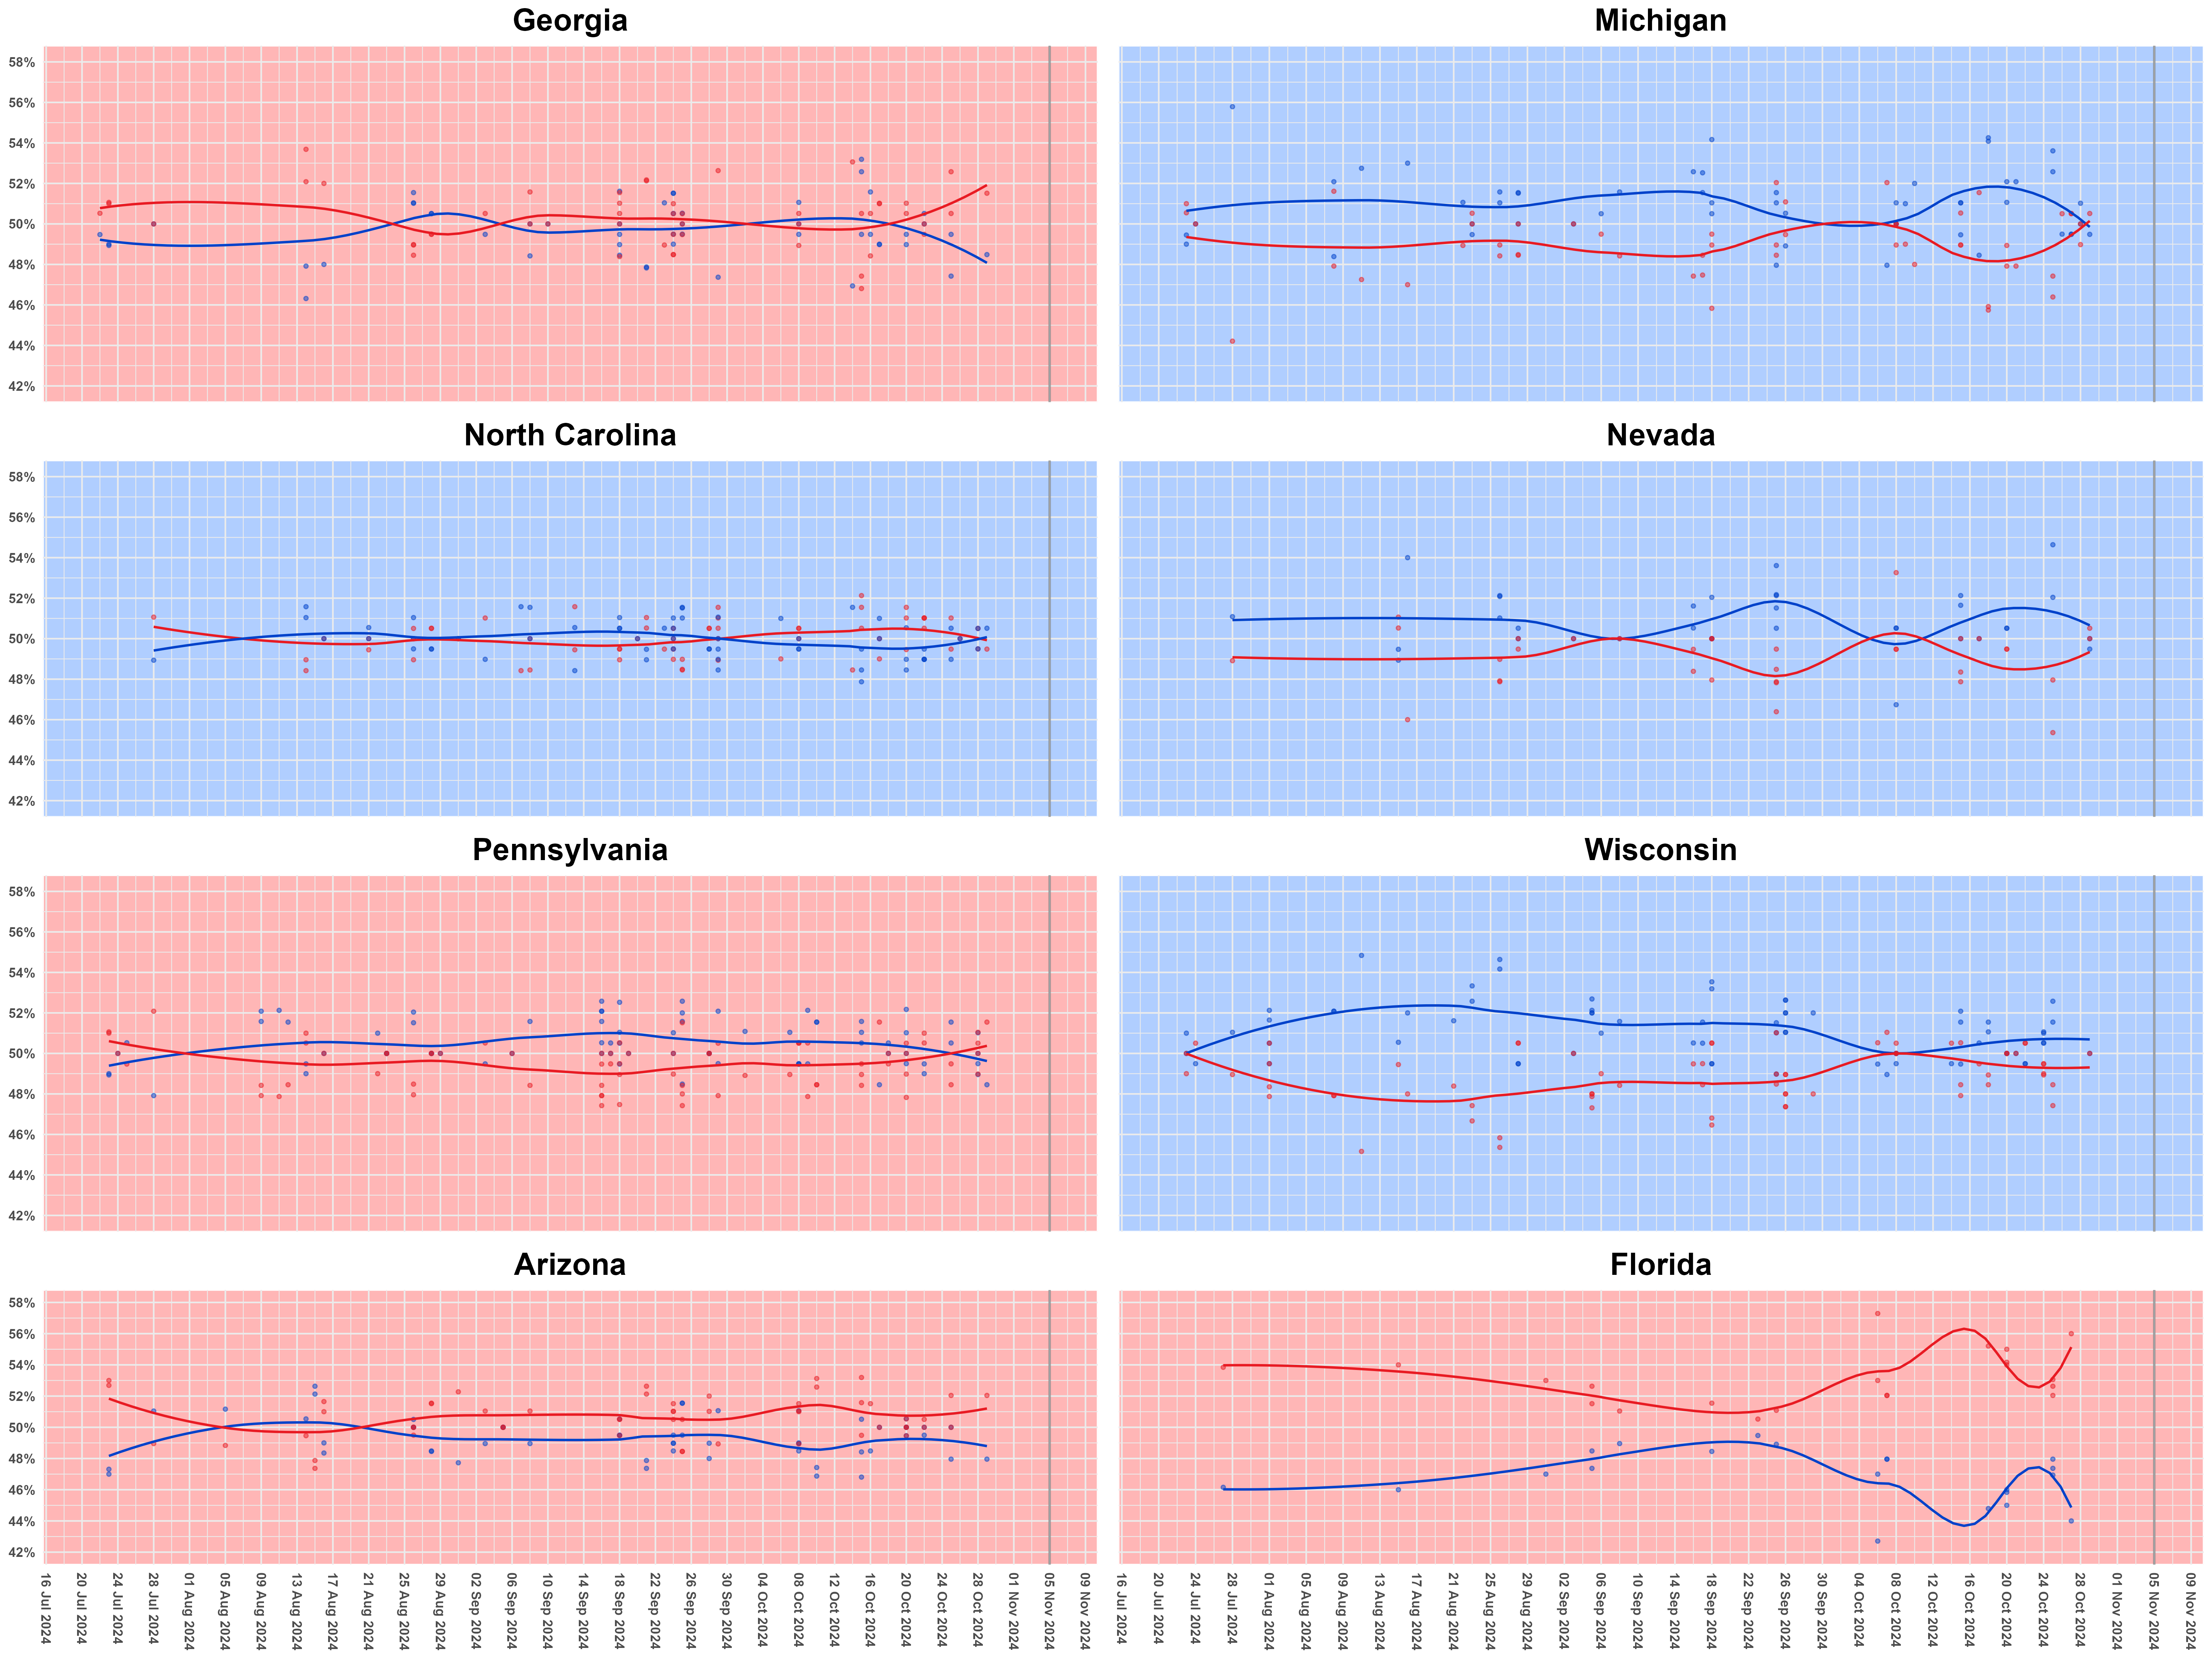 Georgia
Michigan
58%
56%
54%
52%
50%
48%
46%
44%
42%
North Carolina
Nevada
58%
56%
54%
52%
50%
48%
46%
44%
42%
Pennsylvania
Wisconsin
58%
56%
54%
52%
50%
48%
46%
44%
42%
Arizona
Florida
58%
56%
54%
52%
50%
48%
46%
44%
42%
16 Jul 2024
20 Jul 2024
24 Jul 2024
28 Jul 2024
01 Aug 2024
05 Aug 2024
09 Aug 2024
13 Aug 2024
17 Aug 2024
21 Aug 2024
25 Aug 2024
29 Aug 2024
02 Sep 2024
06 Sep 2024
10 Sep 2024
14 Sep 2024
18 Sep 2024
22 Sep 2024
26 Sep 2024
30 Sep 2024
04 Oct 2024
08 Oct 2024
12 Oct 2024
16 Oct 2024
20 Oct 2024
24 Oct 2024
28 Oct 2024
01 Nov 2024
05 Nov 2024
09 Nov 2024
16 Jul 2024
20 Jul 2024
24 Jul 2024
28 Jul 2024
01 Aug 2024
05 Aug 2024
09 Aug 2024
13 Aug 2024
17 Aug 2024
21 Aug 2024
25 Aug 2024
29 Aug 2024
02 Sep 2024
06 Sep 2024
10 Sep 2024
14 Sep 2024
18 Sep 2024
22 Sep 2024
26 Sep 2024
30 Sep 2024
04 Oct 2024
08 Oct 2024
12 Oct 2024
16 Oct 2024
20 Oct 2024
24 Oct 2024
28 Oct 2024
01 Nov 2024
05 Nov 2024
09 Nov 2024